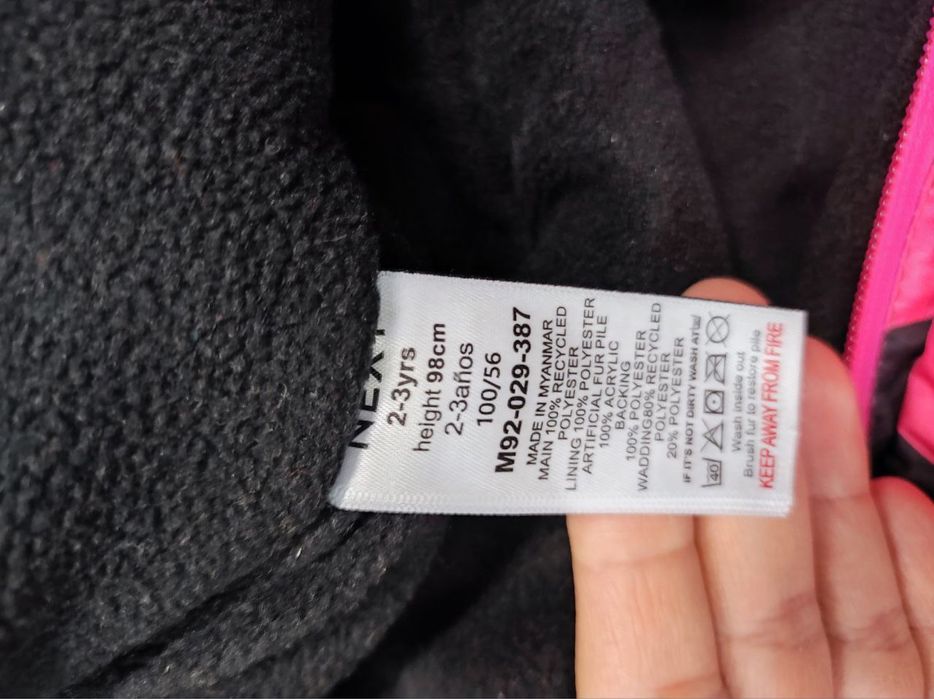 NEXT
2-3yrs
height 98cm
2-3años
100/56
M92-029-387
MADE IN MYANMAR
MAIN 100% RECYCLED
POLYESTER
LINING 100% POLYESTER
ARTIFICIAL FUR PILE
100% ACRYLIC
BACKING
100% POLYESTER
WADDING80% RECYCLED
POLYESTER
20% POLYESTER
IF IT'S NOT DIRTY WASH AT
40
Wash inside out
Brush fur to restore pile
KEEP AWAY FROM FIRE